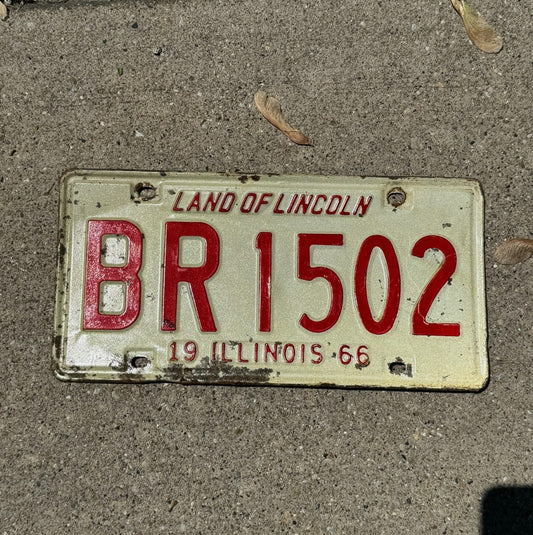 LAND OF LINCOLN
BR 1502
19 ILLINOIS 66